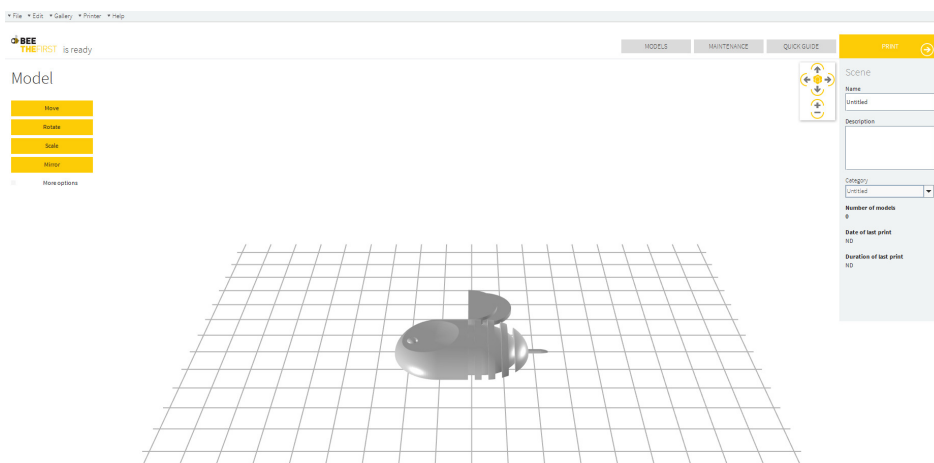 File Edit Gallery Printer Help
BEE
THEFIRST is ready
MODELS MAINTENANCE QUICK GUIDE PRINT
Model
Scene
Name
Move
Untitled
Rotate
Description
Scale
Mirror
More options
Category
Untitled
Number of models
0
Date of last print
ND
Duration of last print
ND